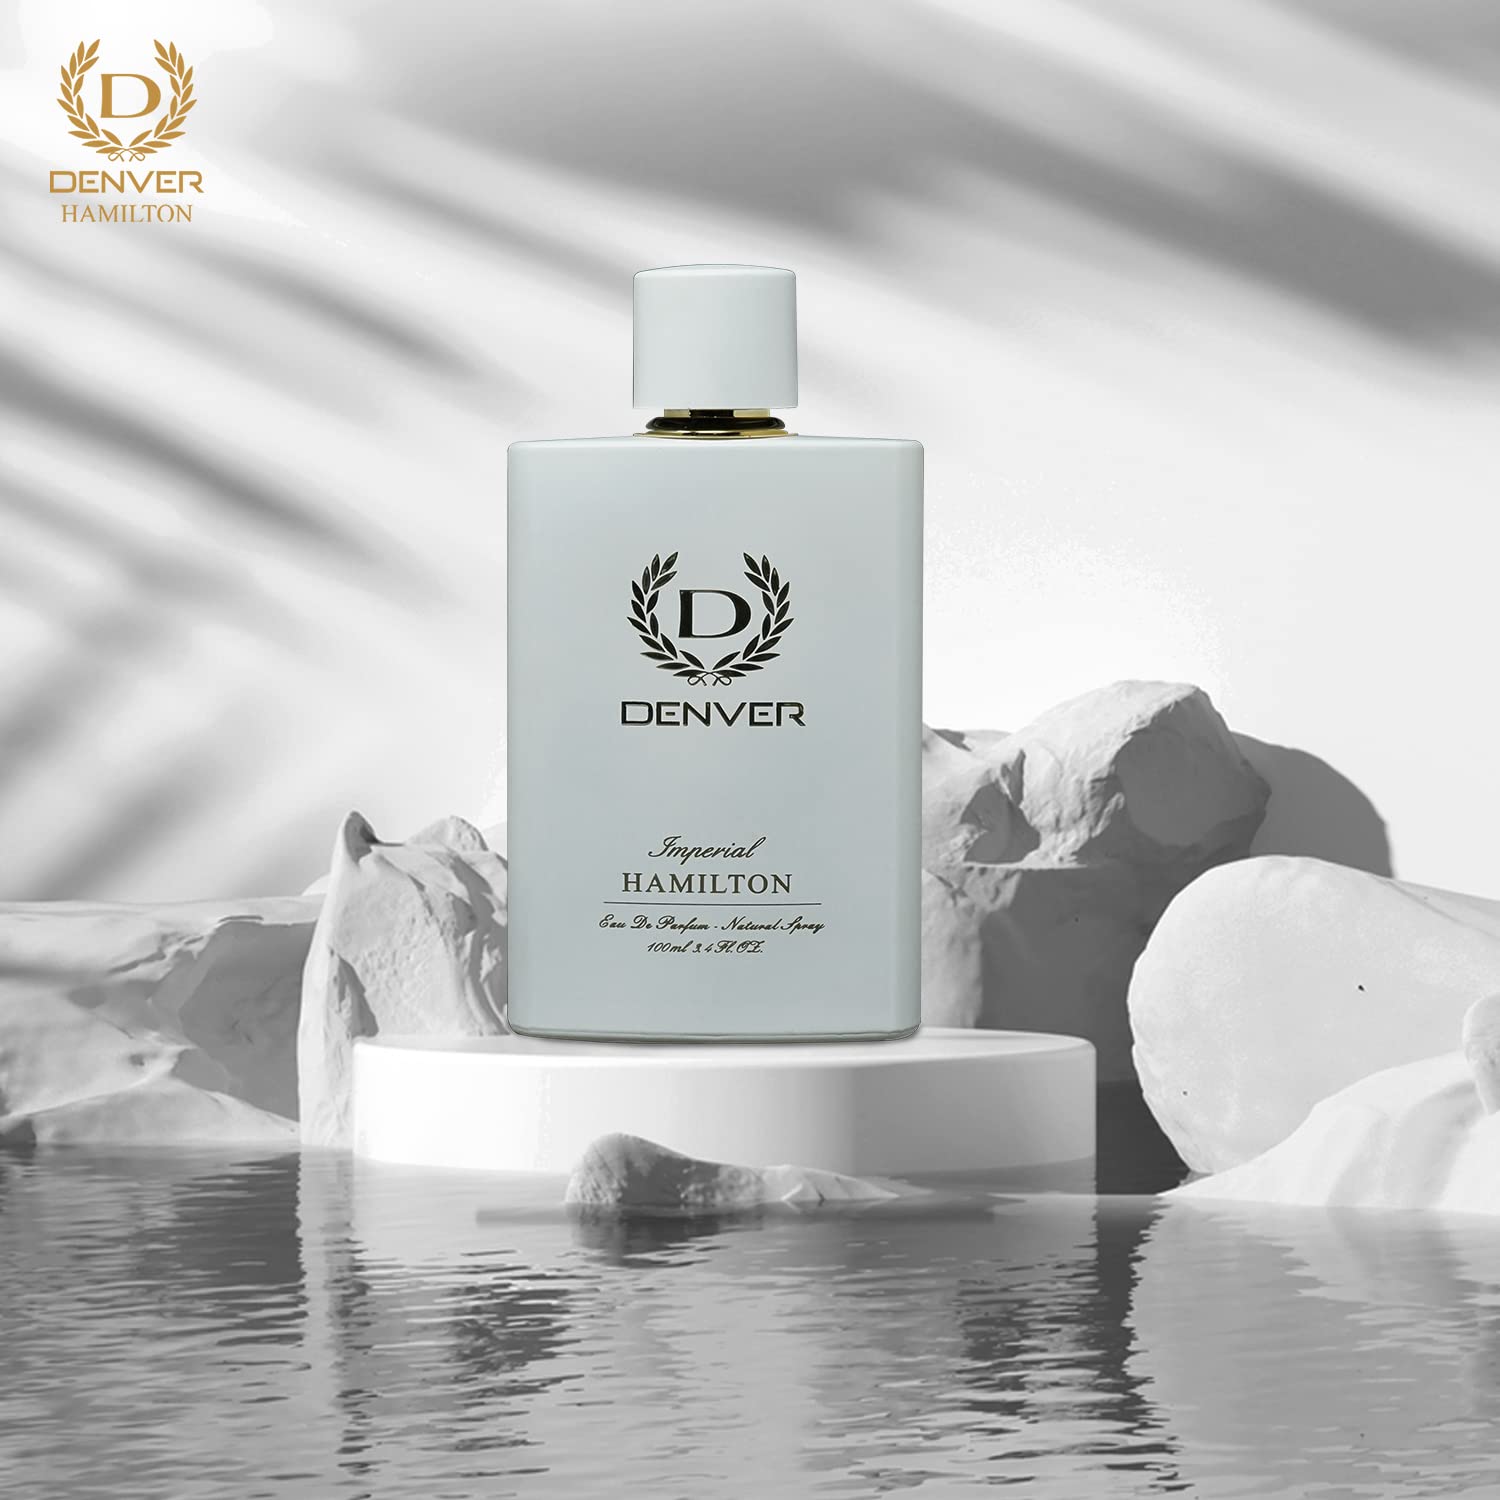 D
DENVER
HAMILTON
D
DENVER
Imperial
HAMILTON
Eau De Parfum - Natural Spray
100ml 3.4 Fl.OZ.